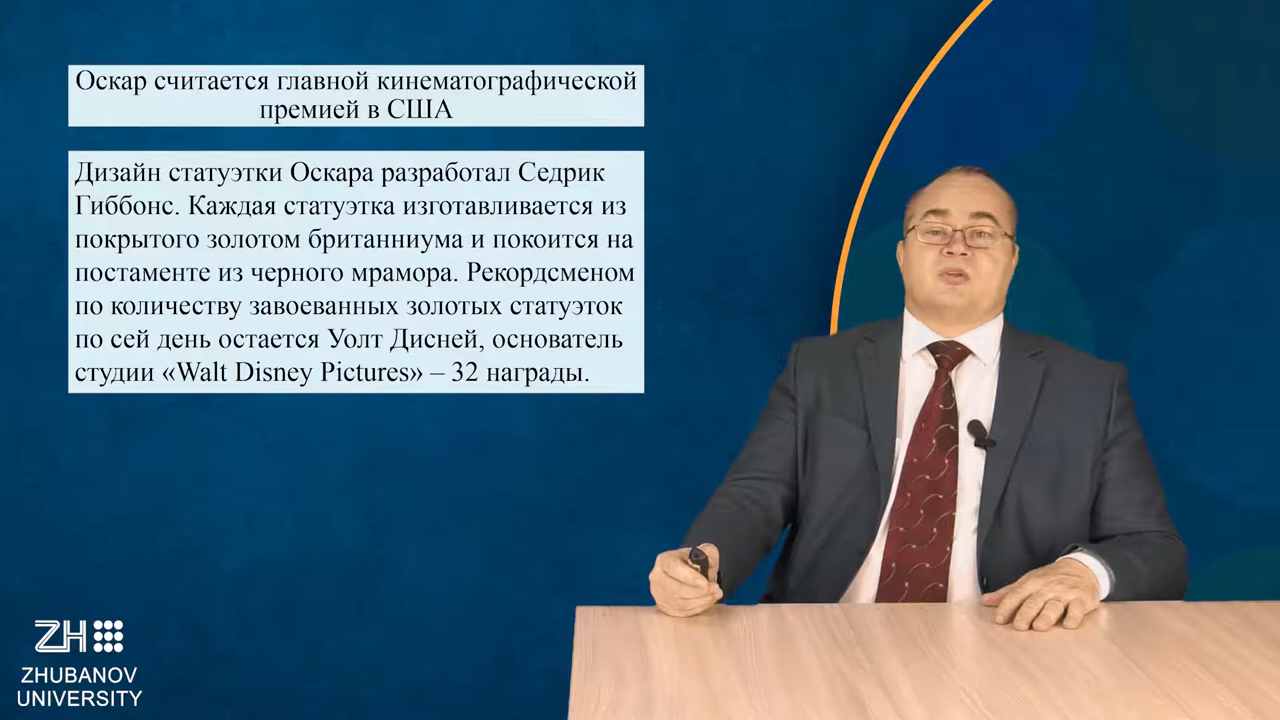 Оскар считается главной кинематографической
премией в США
Дизайн статуэтки Оскара разработал Седрик
Гиббонс. Каждая статуэтка изготавливается из
покрытого золотом британниума и покоится на
постаменте из черного мрамора. Рекордсменом
по количеству завоеванных золотых статуэток
по сей день остается Уолт Дисней, основатель
студии «Walt Disney Pictures» – 32 награды.
ZH
ZHUBANOV
UNIVERSITY